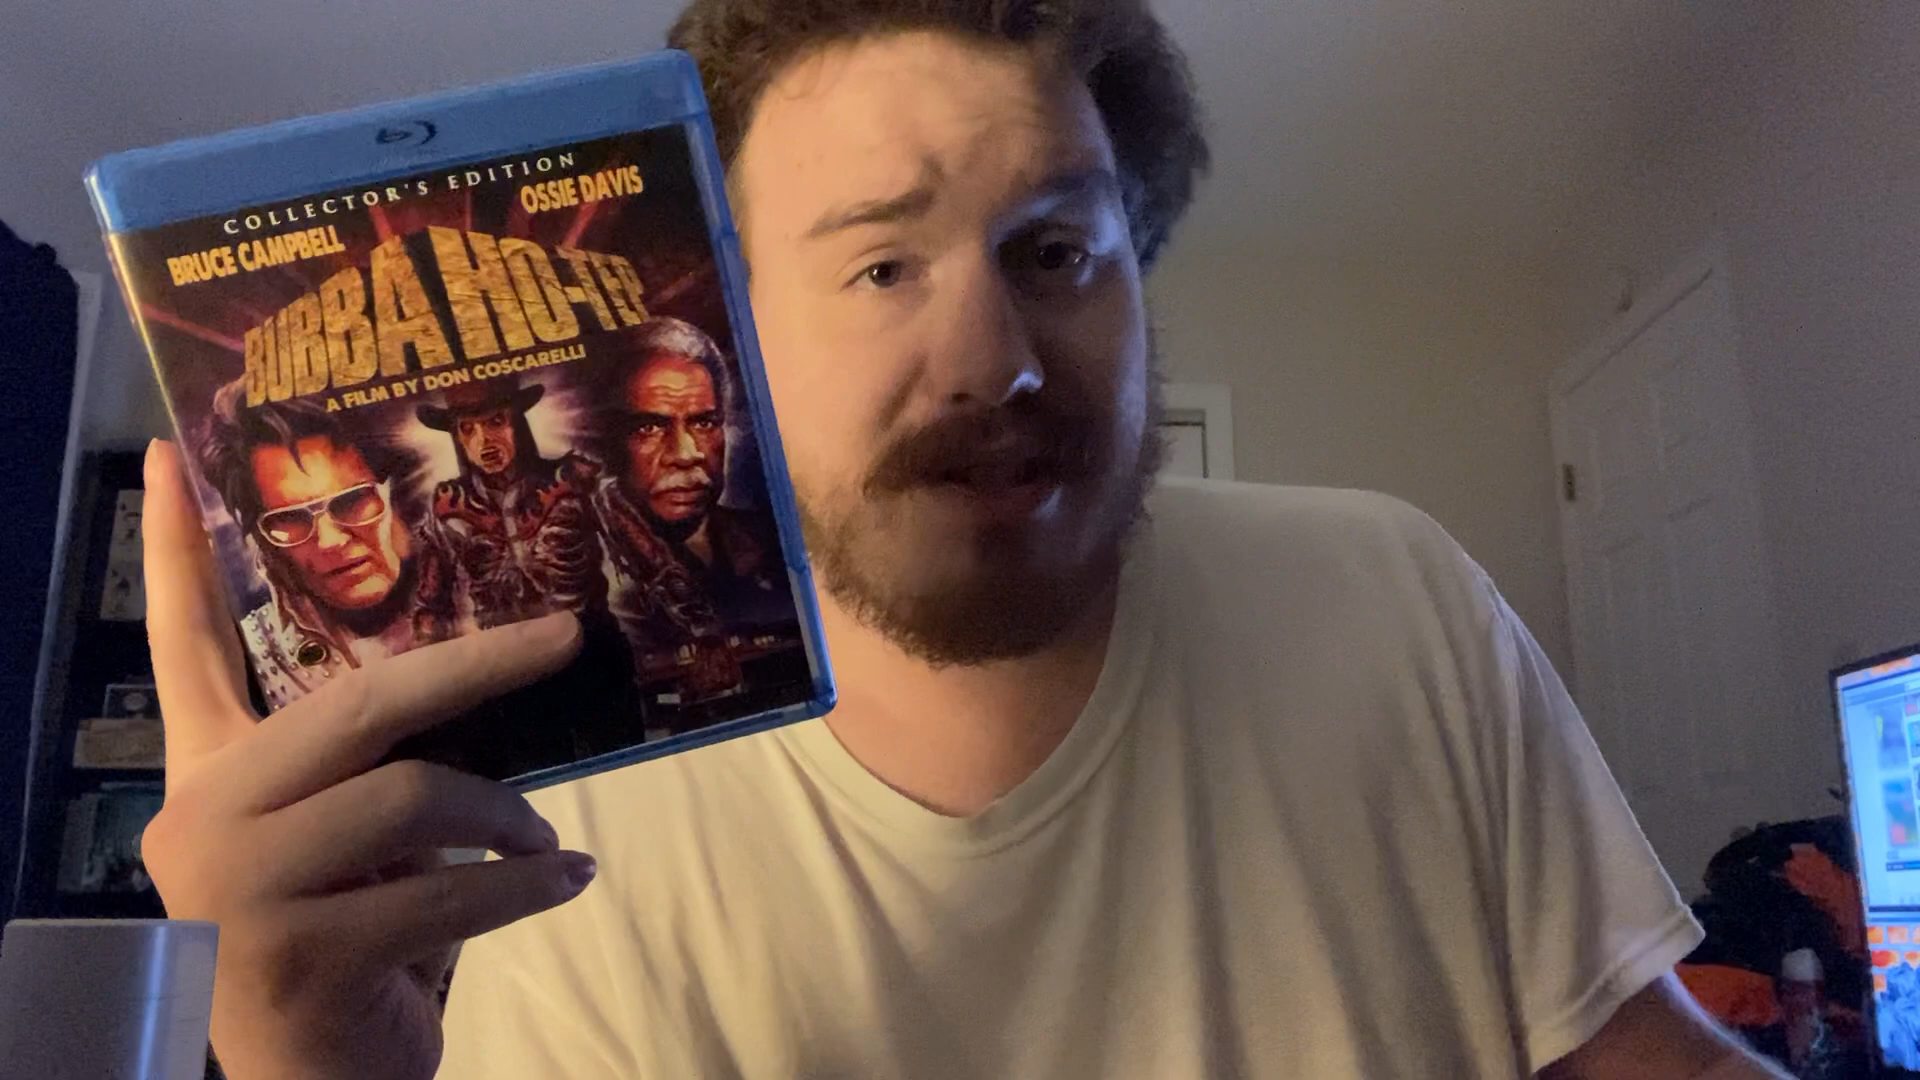 COLLECTOR'S EDITION
BRUCE CAMPBELL
OSSIE DAVIS
BUBBA HO-TEP
A FILM BY DON COSCARELLI